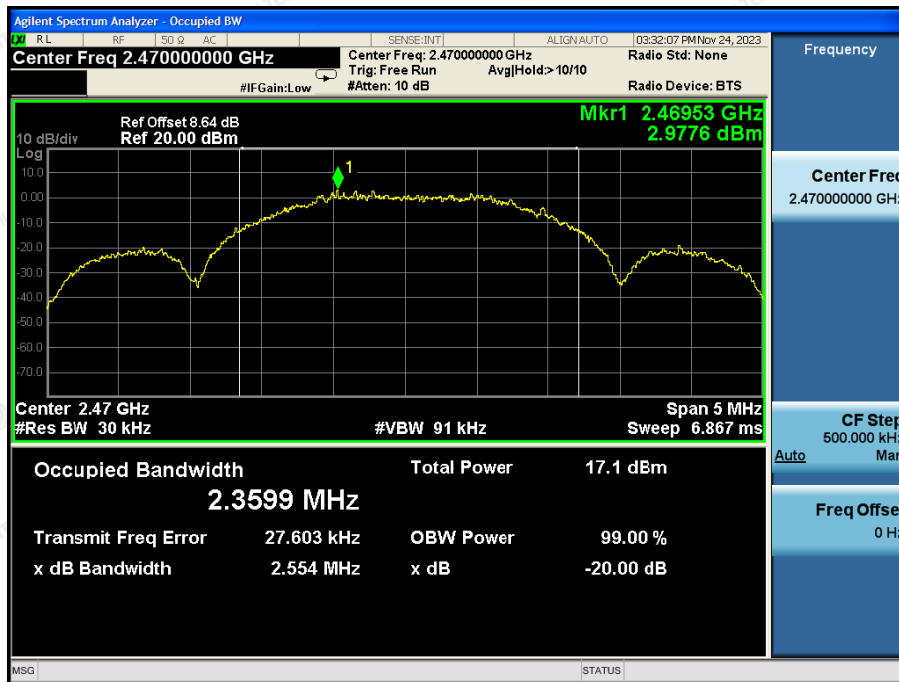 Agilent Spectrum Analyzer - Occupied BW
LXI RL RF 50 Ω AC SENSE:INT ALIGN AUTO 03:32:07 PM Nov 24, 2023
Center Freq 2.470000000 GHz
Center Freq: 2.470000000 GHz Radio Std: None
Trig: Free Run Avg|Hold:> 10/10
#IFGain:Low #Atten: 10 dB Radio Device: BTS
Frequency
Mkr1 2.46953 GHz
2.9776 dBm
Ref Offset 8.64 dB
10 dB/div Ref 20.00 dBm
Log
10.0
0.00
-10.0
-20.0
-30.0
-40.0
-50.0
-60.0
-70.0
1
Center 2.47 GHz Span 5 MHz
#Res BW 30 kHz #VBW 91 kHz Sweep 6.867 ms
Center Freq
2.470000000 GHz
CF Step
500.000 kHz
Auto Man
Freq Offset
0 Hz
Occupied Bandwidth Total Power 17.1 dBm
2.3599 MHz
Transmit Freq Error 27.603 kHz OBW Power 99.00 %
x dB Bandwidth 2.554 MHz x dB -20.00 dB
MSG STATUS